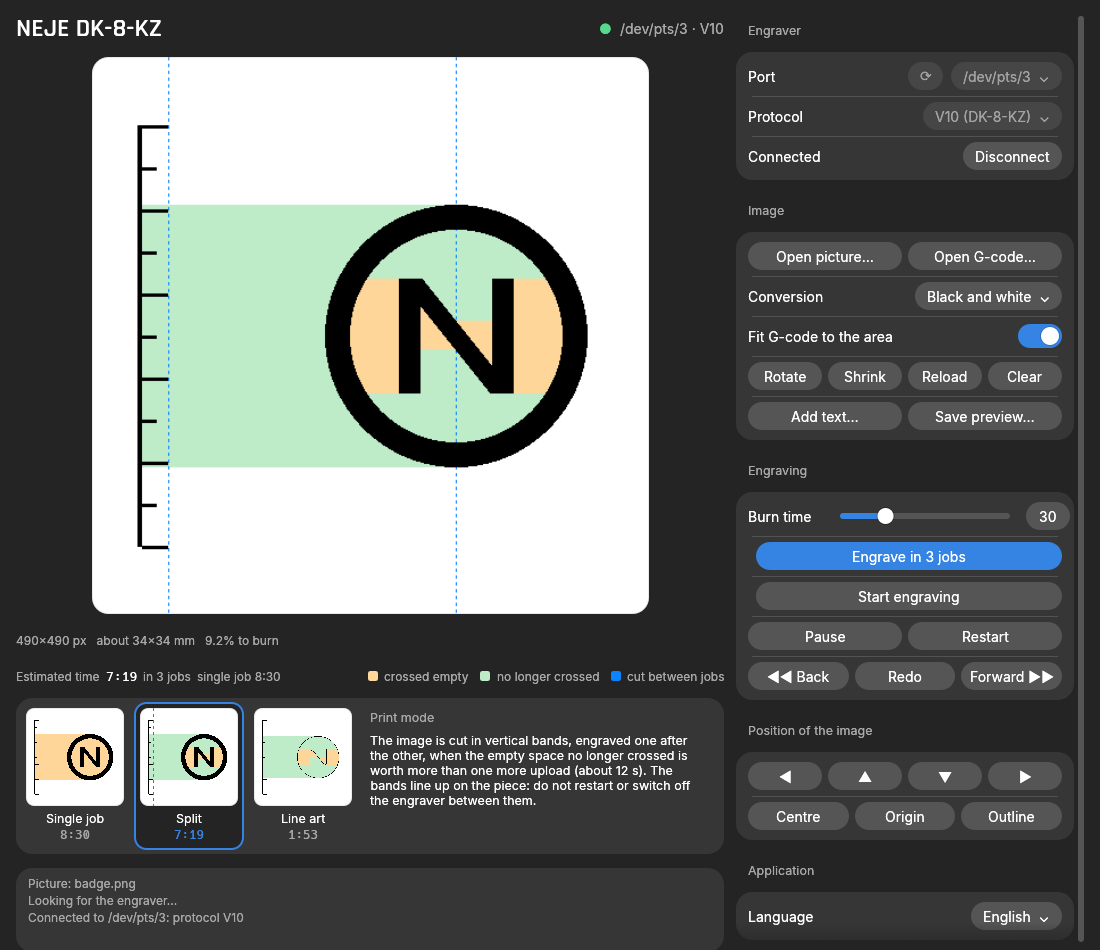 NEJE DK-8-KZ
/dev/pts/3 · V10
N
490×490 px about 34×34 mm 9.2% to burn
Estimated time 7:19 in 3 jobs single job 8:30
crossed empty no longer crossed cut between jobs
N
Single job
8:30
N
Split
7:19
N
Line art
1:53
Print mode
The image is cut in vertical bands, engraved one after
the other, when the empty space no longer crossed is
worth more than one more upload (about 12 s). The
bands line up on the piece: do not restart or switch off
the engraver between them.
Picture: badge.png
Looking for the engraver...
Connected to /dev/pts/3: protocol V10
Engraver
Port /dev/pts/3
Protocol V10 (DK-8-KZ)
Connected Disconnect
Image
Open picture... Open G-code...
Conversion Black and white
Fit G-code to the area
Rotate Shrink Reload Clear
Add text... Save preview...
Engraving
Burn time 30
Engrave in 3 jobs
Start engraving
Pause Restart
◀◀ Back Redo Forward ▶▶
Position of the image
◀ ▲ ▼ ▶
Centre Origin Outline
Application
Language English